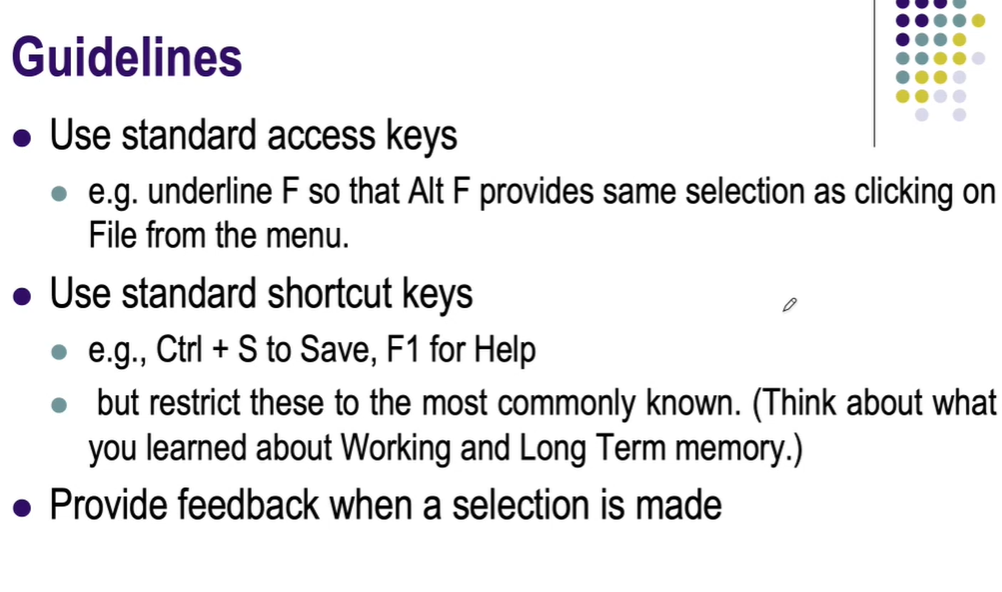 Guidelines
Use standard access keys
e.g. underline F so that Alt F provides same selection as clicking on
File from the menu.
Use standard shortcut keys
e.g., Ctrl + S to Save, F1 for Help
but restrict these to the most commonly known. (Think about what
you learned about Working and Long Term memory.)
Provide feedback when a selection is made